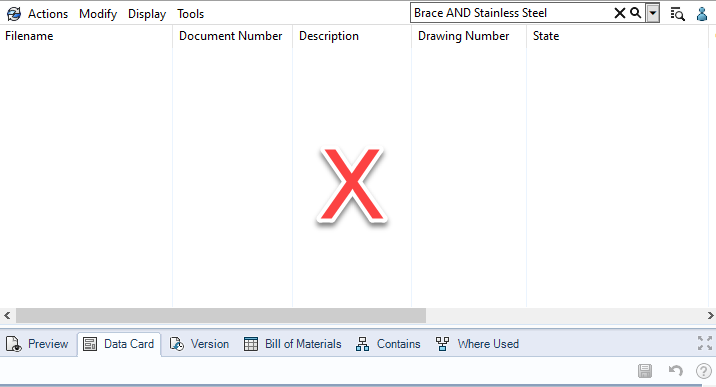 Actions Modify Display Tools Brace AND Stainless Steel
Filename Document Number Description Drawing Number State
X
Preview Data Card Version Bill of Materials Contains Where Used